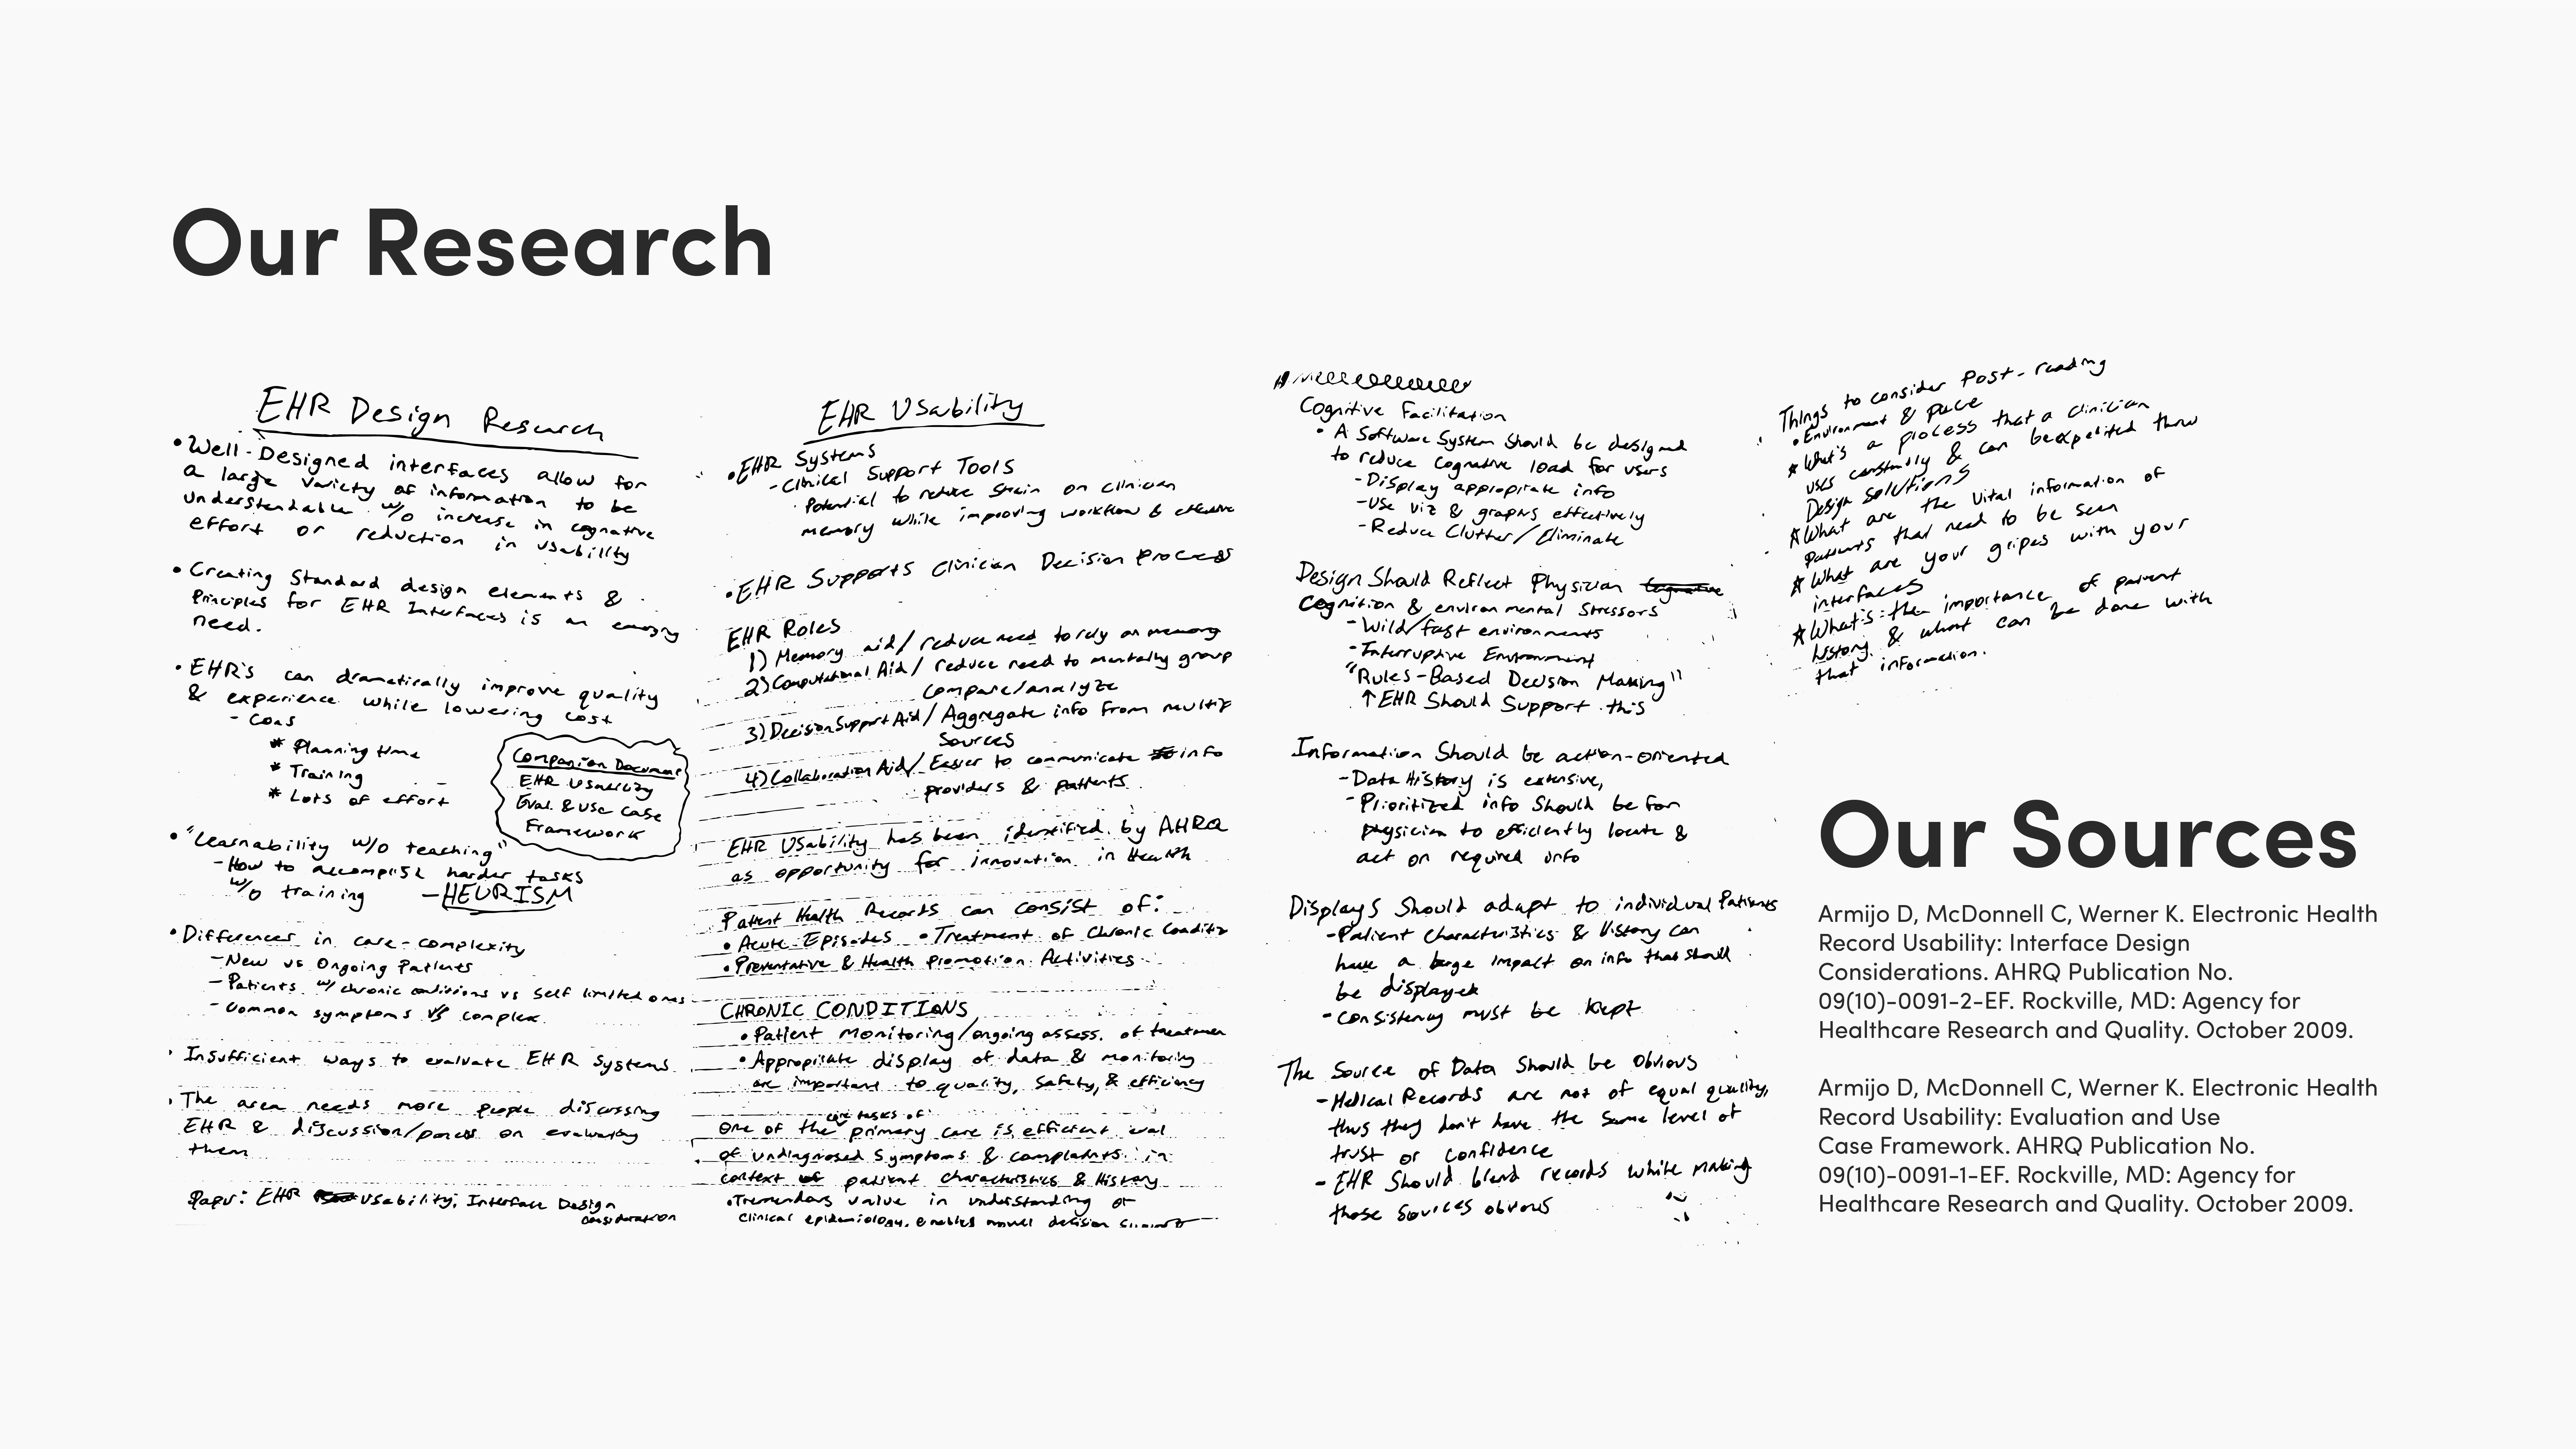 Our Research
EHR Design Research
• Well-Designed interfaces allow for
a large variety of information to be
understandable w/o increase in cognative
effort or reduction in usability
• Creating Standard design elements &
Principles for EHR Interfaces is an
need.
• EHR's can dramatically improve quality
& experience while lowering cost
- Cons
* Planning time
* Training
* Lots of effort
Companion Document
EHR Usability
Eval. & Use Case
Framework
• "Learnability w/o teaching"
- How to accomplish harder tasks
w/o training - HEURISM
• Differences in care-complexity
- New vs Ongoing Patients
- Patients w/ chronic conditions vs Self limited ones
- Common symptoms vs complex
• Insufficient ways to evaluate EHR Systems
• The area needs more people discussing
EHR & discussion/ on evaluating
them
Paper: EHR Usability: Interface Design
consideration
EHR Usability
• EHR Systems
- Clinical Support Tools
• Potential to reduce strain on clinician
memory while improving workflow &
• EHR Supports Clinician Decision Process
EHR Roles
1) Memory aid/ reduce need to rely on memory
2) Computational Aid/ reduce need to mentally group
compare/analyze
3) Decision Support Aid/ Aggregate info from
Sources
4) Collaboration Aid/ Easier to communicate info
providers & patients
EHR Usability has been identified by AHRQ
as opportunity for innovation in Health
Patient Health Records can consist of:
• Acute Episodes • Treatment of Chronic
• Preventative & Health Promotion Activities
CHRONIC CONDITIONS
• Patient Monitoring/ongoing assess. of
• Appropriate display of data & monitoring
are important to quality, safety, & efficiency
core tasks of
One of the primary care is efficient eval
of undiagnosed symptoms & complaints in
context of patient characteristics & History
• Tremendous value in understanding of
clinical epidemiology. enables novel decision
Cognitive Facilitation
• A Software System should be designed
to reduce cognative load for users
- Display appropriate info
- Use viz & graphs effectively
- Reduce Clutter/Eliminate
Design Should Reflect Physician
Cognition & environmental Stressors
- Wild/fast environments
- Interruptive Environment
"Rules-Based Decision Making"
↑ EHR Should Support this
Information Should be action-oriented
- Data History is extensive,
- Prioritized info Should be for
physician to efficiently locate &
act on required info
Displays Should adapt to individual Patients
- Patient Characteristics & History can
have a large impact on info that should
be displayed
- Consistency must be kept
The Source of Data Should be Obvious
- Medical Records are not of equal quality,
thus they don't have the same level of
trust or confidence
- EHR Should blend records while making
those sources obvious
Things to consider Post-reading
• Environment & pace
* What's a process that a clinician
uses constantly & can be expedited
Design solutions
* What are the Vital information of
patients that need to be seen
* What are your gripes with your
interfaces
* What's the importance of patient
history & what can be done with
that information.
Our Sources
Armijo D, McDonnell C, Werner K. Electronic Health
Record Usability: Interface Design
Considerations. AHRQ Publication No.
09(10)-0091-2-EF. Rockville, MD: Agency for
Healthcare Research and Quality. October 2009.
Armijo D, McDonnell C, Werner K. Electronic Health
Record Usability: Evaluation and Use
Case Framework. AHRQ Publication No.
09(10)-0091-1-EF. Rockville, MD: Agency for
Healthcare Research and Quality. October 2009.